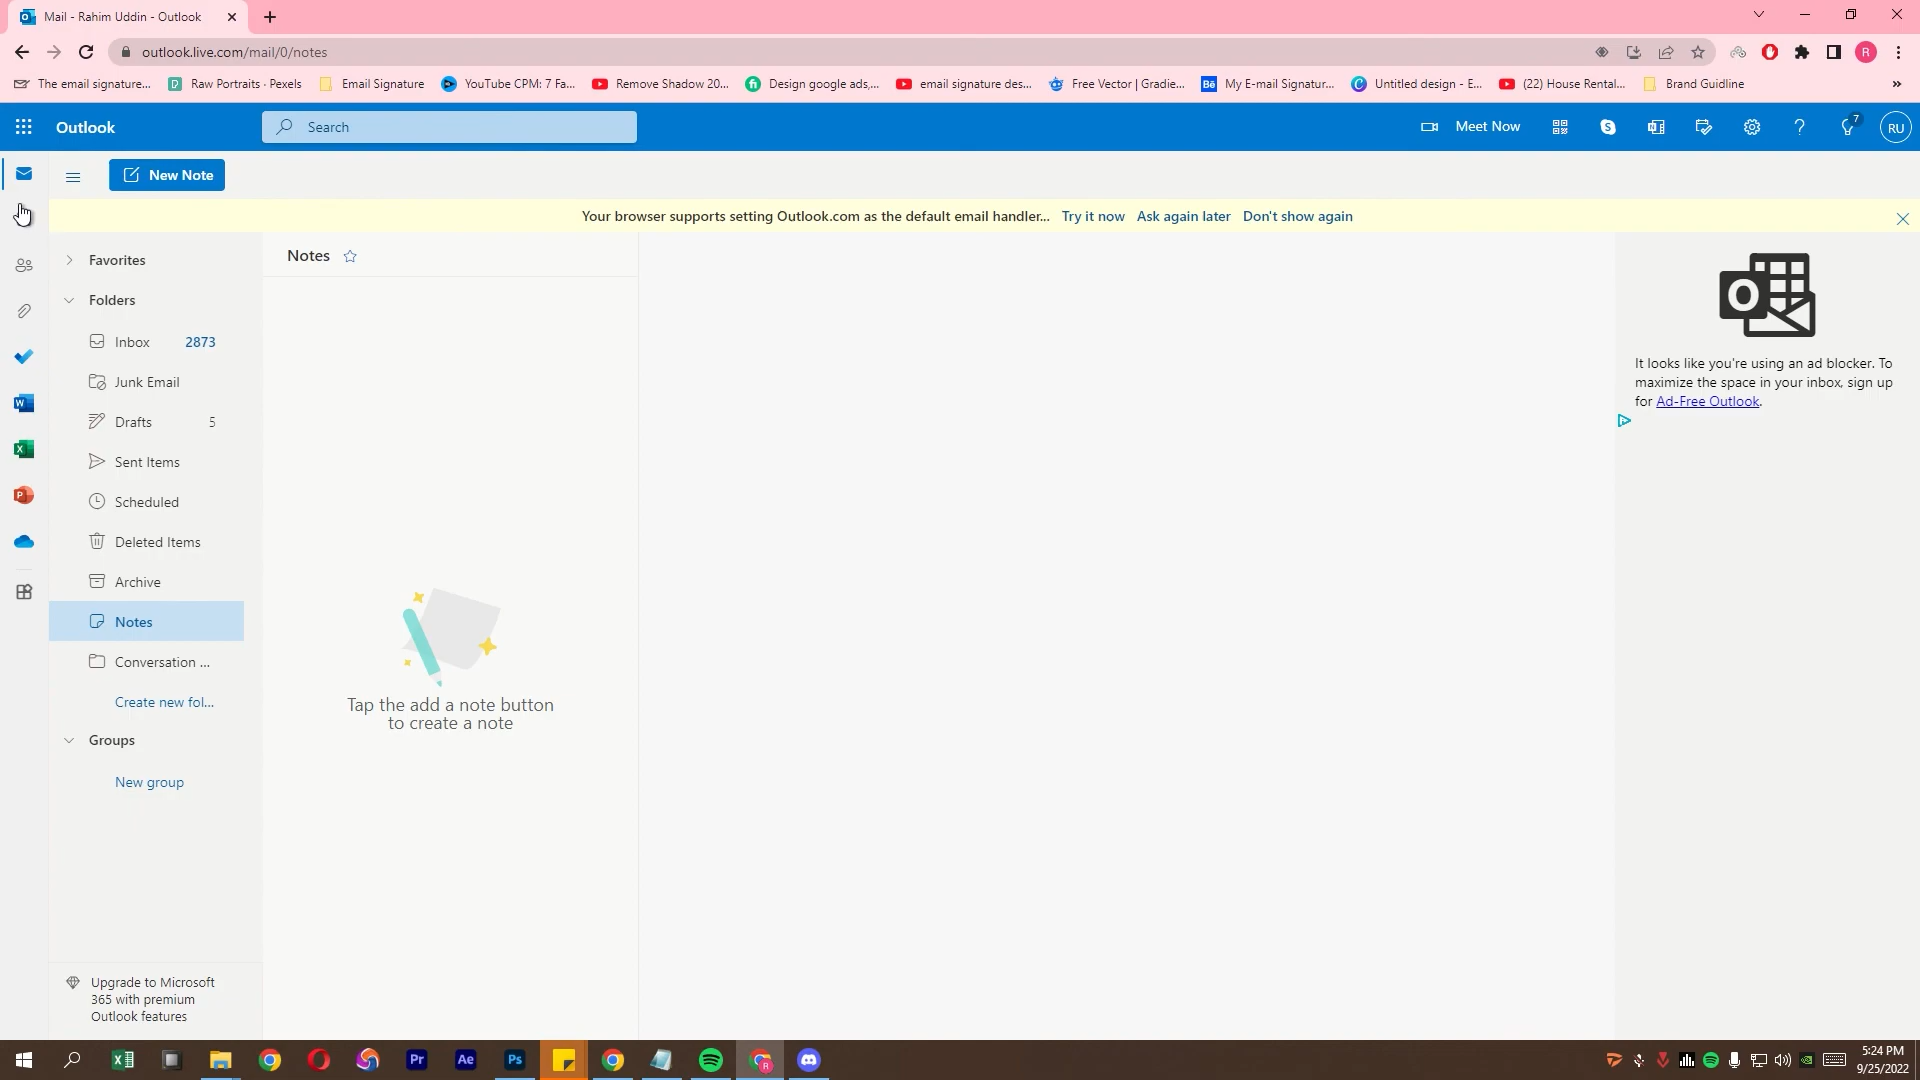 Mail - Rahim Uddin - Outlook
outlook.live.com/mail/0/notes
The email signature...
Raw Portraits · Pexels
Email Signature
YouTube CPM: 7 Fa...
Remove Shadow 20...
Design google ads,...
email signature des...
Free Vector | Gradie...
My E-mail Signatur...
Untitled design - E...
(22) House Rental...
Brand Guidline
Outlook
Search
Meet Now
7
RU
New Note
Your browser supports setting Outlook.com as the default email handler... Try it now Ask again later Don't show again
Favorites
Folders
Inbox 2873
Junk Email
Drafts 5
Sent Items
Scheduled
Deleted Items
Archive
Notes
Conversation ...
Create new fol...
Groups
New group
Upgrade to Microsoft
365 with premium
Outlook features
Notes
Tap the add a note button
to create a note
It looks like you're using an ad blocker. To
maximize the space in your inbox, sign up
for Ad-Free Outlook.
5:24 PM
9/25/2022